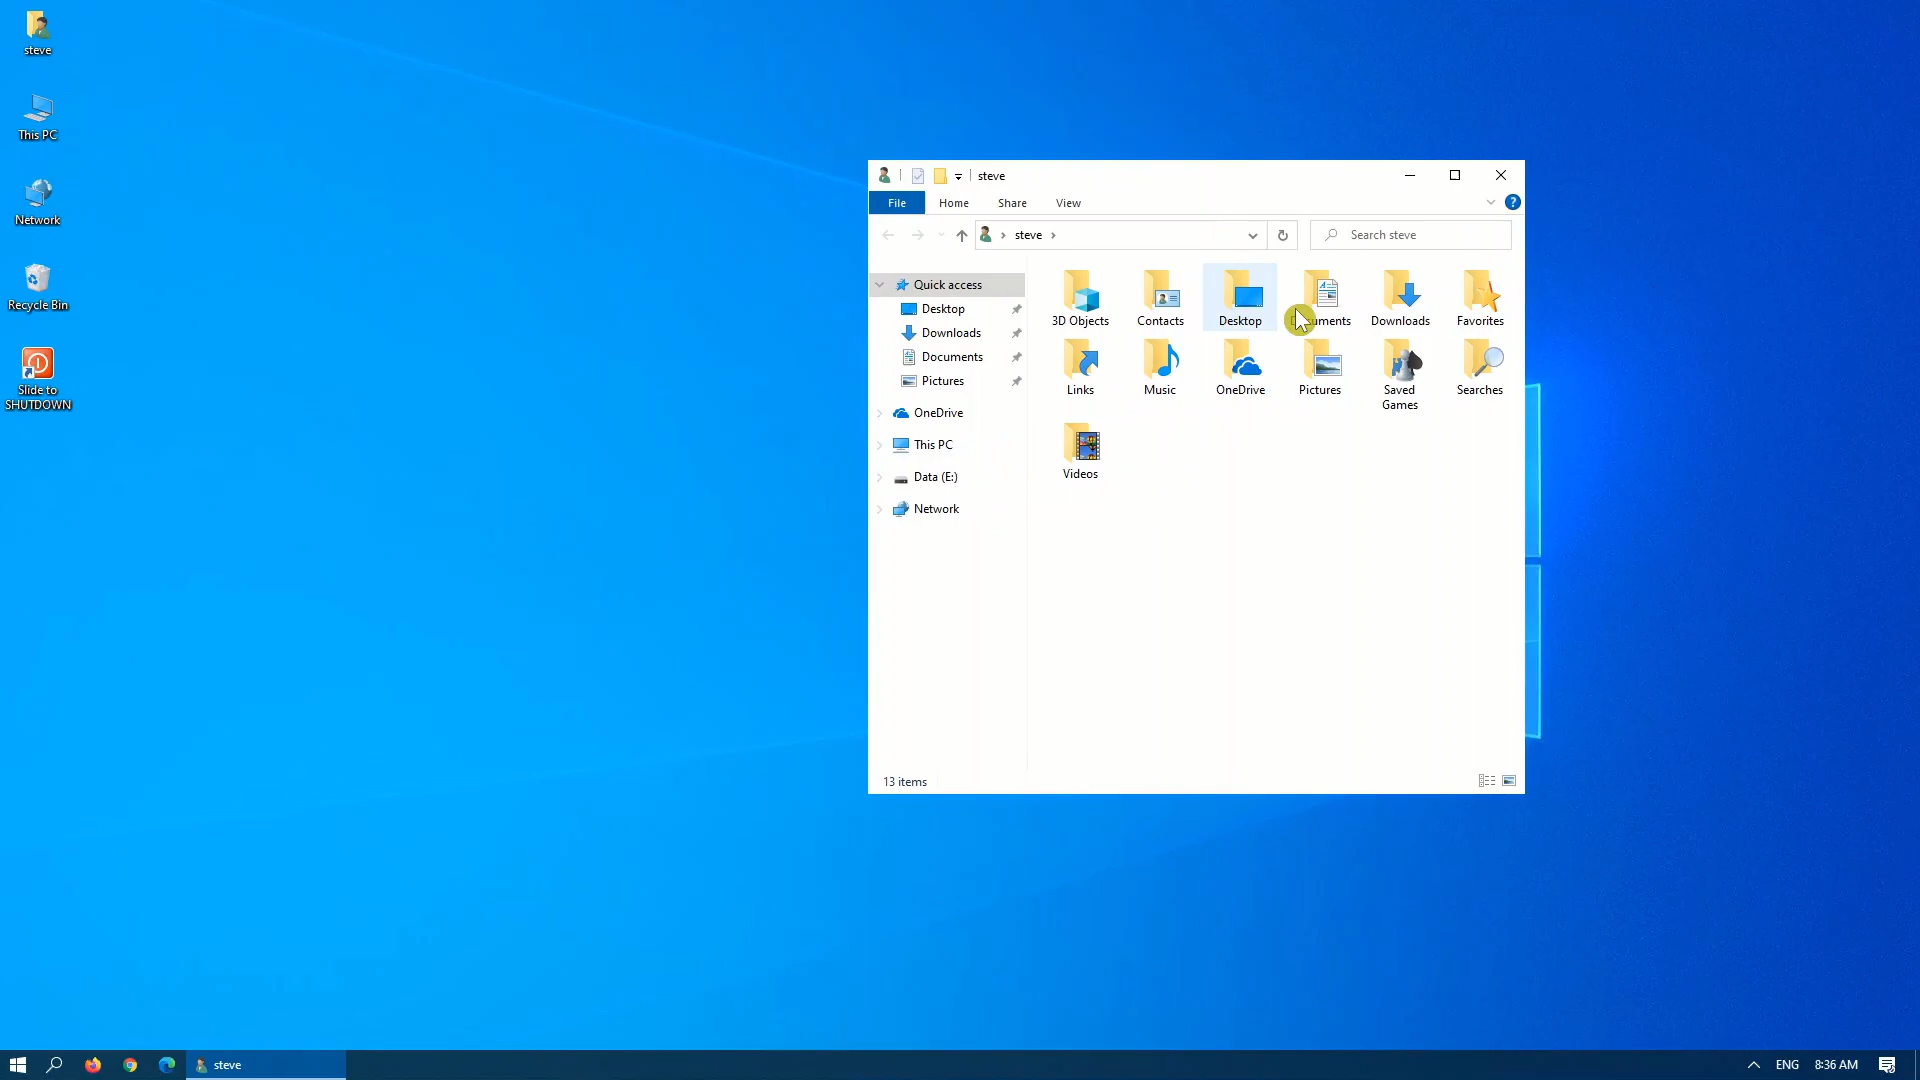 steve
This PC
Network
Recycle Bin
Slide to
SHUTDOWN
steve
File Home Share View
?
steve
Search steve
Quick access
Desktop
Downloads
Documents
Pictures
OneDrive
This PC
Data (E:)
Network
3D Objects Contacts Desktop uments Downloads Favorites
Links Music OneDrive Pictures Saved Games Searches
Videos
13 items
steve
ENG 8:36 AM